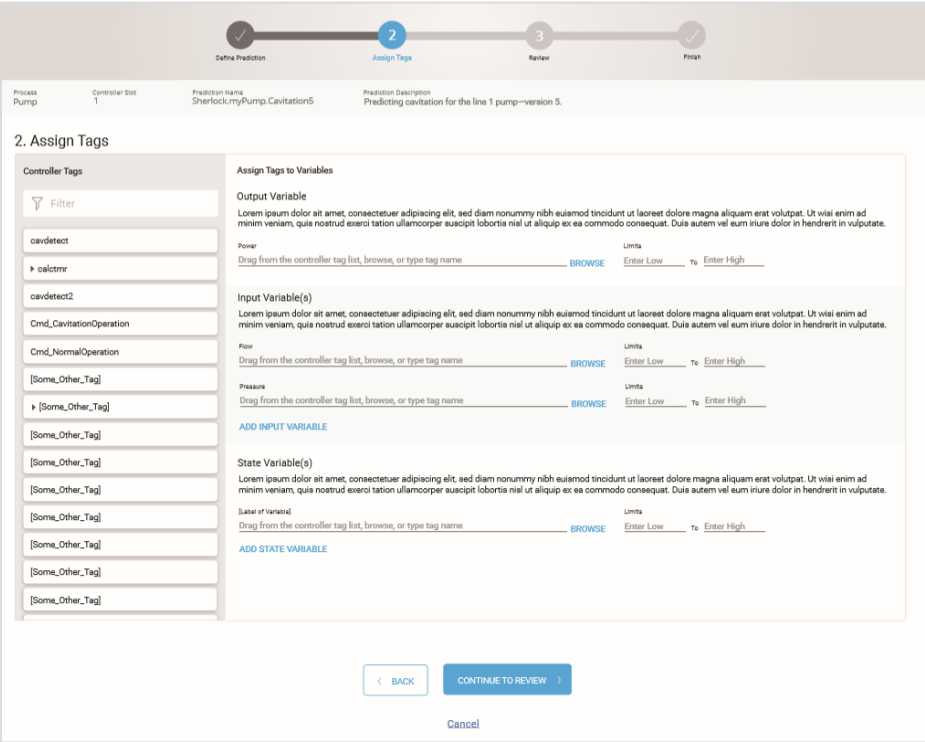 2
3
Define Prediction
Assign Tags
Review
Finish
Process
Controller Slot
Prediction Name
Prediction Description
Pump
1
Sherlock.myPump.Cavitation5
Predicting cavitation for the line 1 pump—version 5.
2. Assign Tags
Controller Tags
Filter
cavdetect
calctmr
cavdetect2
Cmd_CavitationOperation
Cmd_NormalOperation
[Some_Other_Tag]
[Some_Other_Tag]
[Some_Other_Tag]
[Some_Other_Tag]
[Some_Other_Tag]
[Some_Other_Tag]
[Some_Other_Tag]
[Some_Other_Tag]
[Some_Other_Tag]
Assign Tags to Variables
Output Variable
Lorem ipsum dolor sit amet, consectetuer adipiscing elit, sed diam nonummy nibh euismod tincidunt ut laoreet dolore magna aliquam erat volutpat. Ut wisi enim ad
minim veniam, quis nostrud exerci tation ullamcorper suscipit lobortis nisl ut aliquip ex ea commodo consequat. Duis autem vel eum iriure dolor in hendrerit in vulputate.
Power
Limits
Drag from the controller tag list, browse, or type tag name
BROWSE
Enter Low
To
Enter High
Input Variable(s)
Lorem ipsum dolor sit amet, consectetuer adipiscing elit, sed diam nonummy nibh euismod tincidunt ut laoreet dolore magna aliquam erat volutpat. Ut wisi enim ad
minim veniam, quis nostrud exerci tation ullamcorper suscipit lobortis nisl ut aliquip ex ea commodo consequat. Duis autem vel eum iriure dolor in hendrerit in vulputate.
Flow
Limits
Drag from the controller tag list, browse, or type tag name
BROWSE
Enter Low
To
Enter High
Pressure
Limits
Drag from the controller tag list, browse, or type tag name
BROWSE
Enter Low
To
Enter High
ADD INPUT VARIABLE
State Variable(s)
Lorem ipsum dolor sit amet, consectetuer adipiscing elit, sed diam nonummy nibh euismod tincidunt ut laoreet dolore magna aliquam erat volutpat. Ut wisi enim ad
minim veniam, quis nostrud exerci tation ullamcorper suscipit lobortis nisl ut aliquip ex ea commodo consequat. Duis autem vel eum iriure dolor in hendrerit in vulputate.
[Label of Variable]
Limits
Drag from the controller tag list, browse, or type tag name
BROWSE
Enter Low
To
Enter High
ADD STATE VARIABLE
BACK
CONTINUE TO REVIEW
Cancel